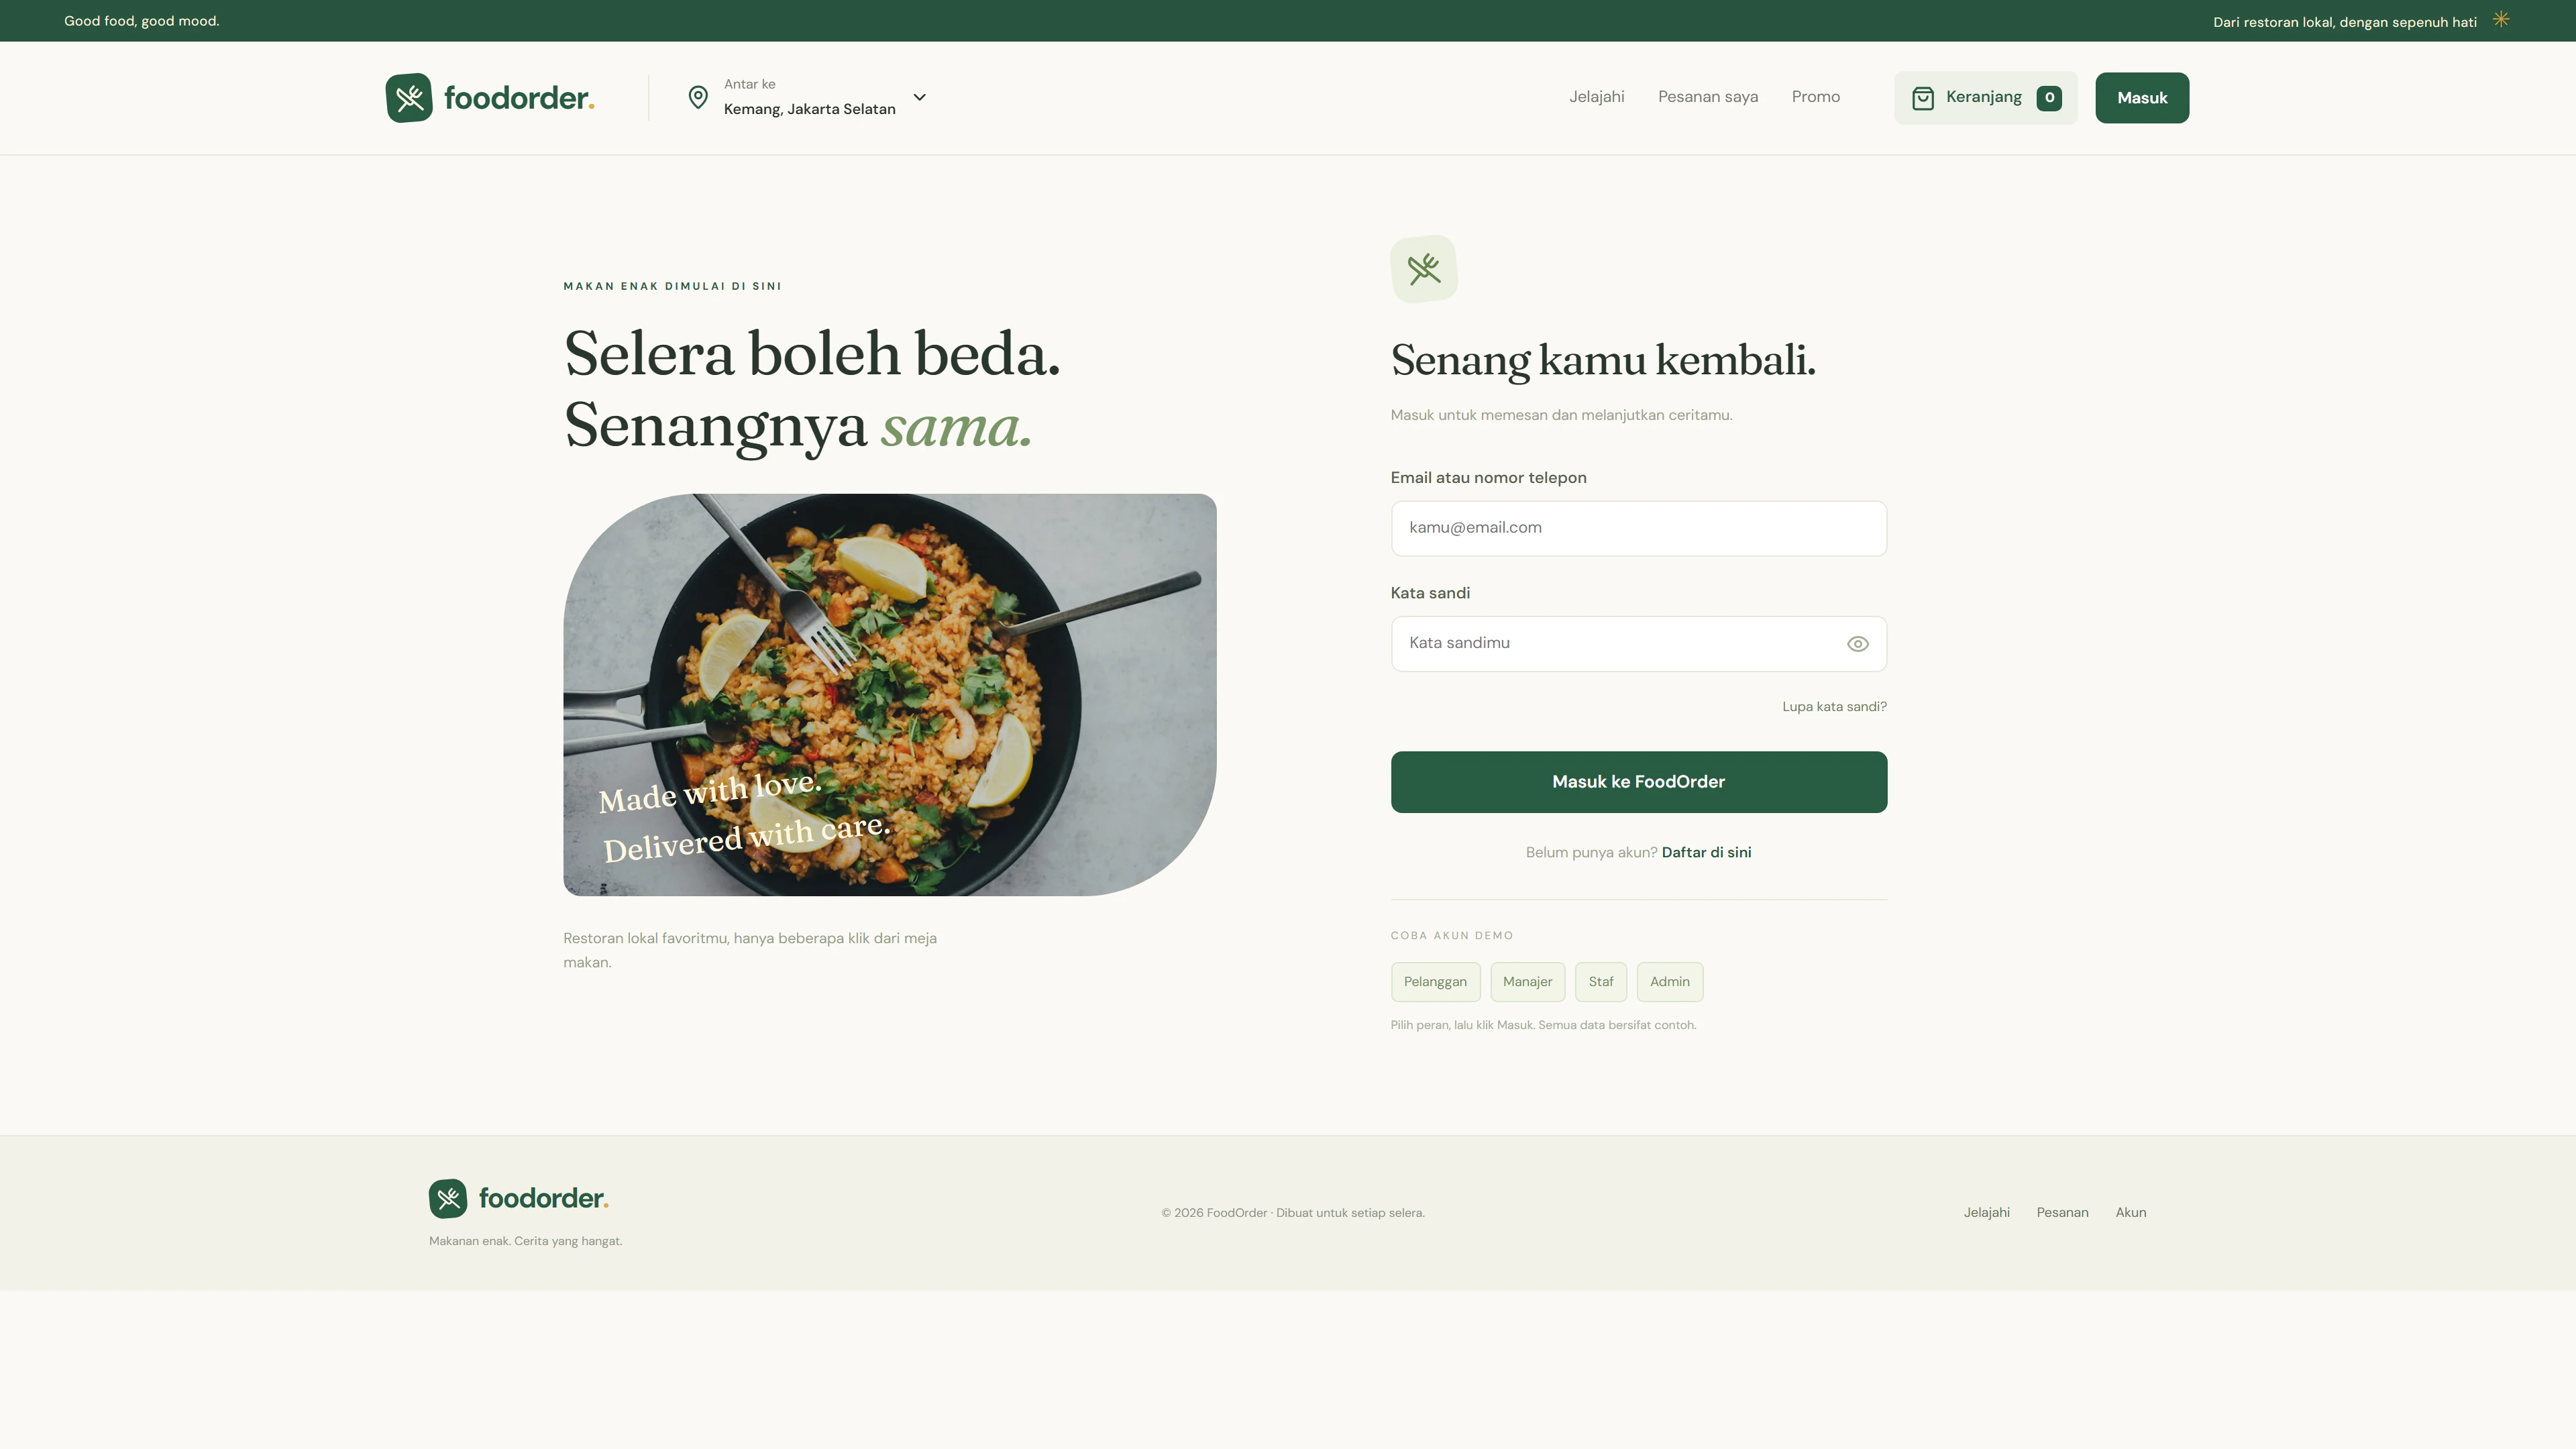 Good food, good mood.
Dari restoran lokal, dengan sepenuh hati
foodorder.
Antar ke
Kemang, Jakarta Selatan
Jelajahi
Pesanan saya
Promo
Keranjang 0
Masuk
MAKAN ENAK DIMULAI DI SINI
Selera boleh beda.
Senangnya sama.
Made with love.
Delivered with care.
Restoran lokal favoritmu, hanya beberapa klik dari meja
makan.
Senang kamu kembali.
Masuk untuk memesan dan melanjutkan ceritamu.
Email atau nomor telepon
kamu@email.com
Kata sandi
Kata sandimu
Lupa kata sandi?
Masuk ke FoodOrder
Belum punya akun? Daftar di sini
COBA AKUN DEMO
Pelanggan
Manajer
Staf
Admin
Pilih peran, lalu klik Masuk. Semua data bersifat contoh.
foodorder.
Makanan enak. Cerita yang hangat.
© 2026 FoodOrder · Dibuat untuk setiap selera.
Jelajahi
Pesanan
Akun